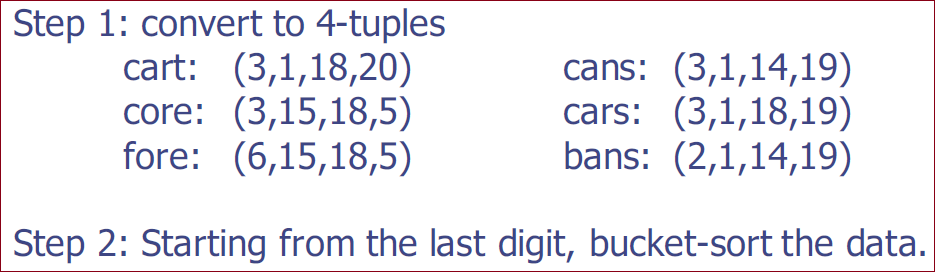 Step 1: convert to 4-tuples
cart: (3,1,18,20) cans: (3,1,14,19)
core: (3,15,18,5) cars: (3,1,18,19)
fore: (6,15,18,5) bans: (2,1,14,19)
Step 2: Starting from the last digit, bucket-sort the data.